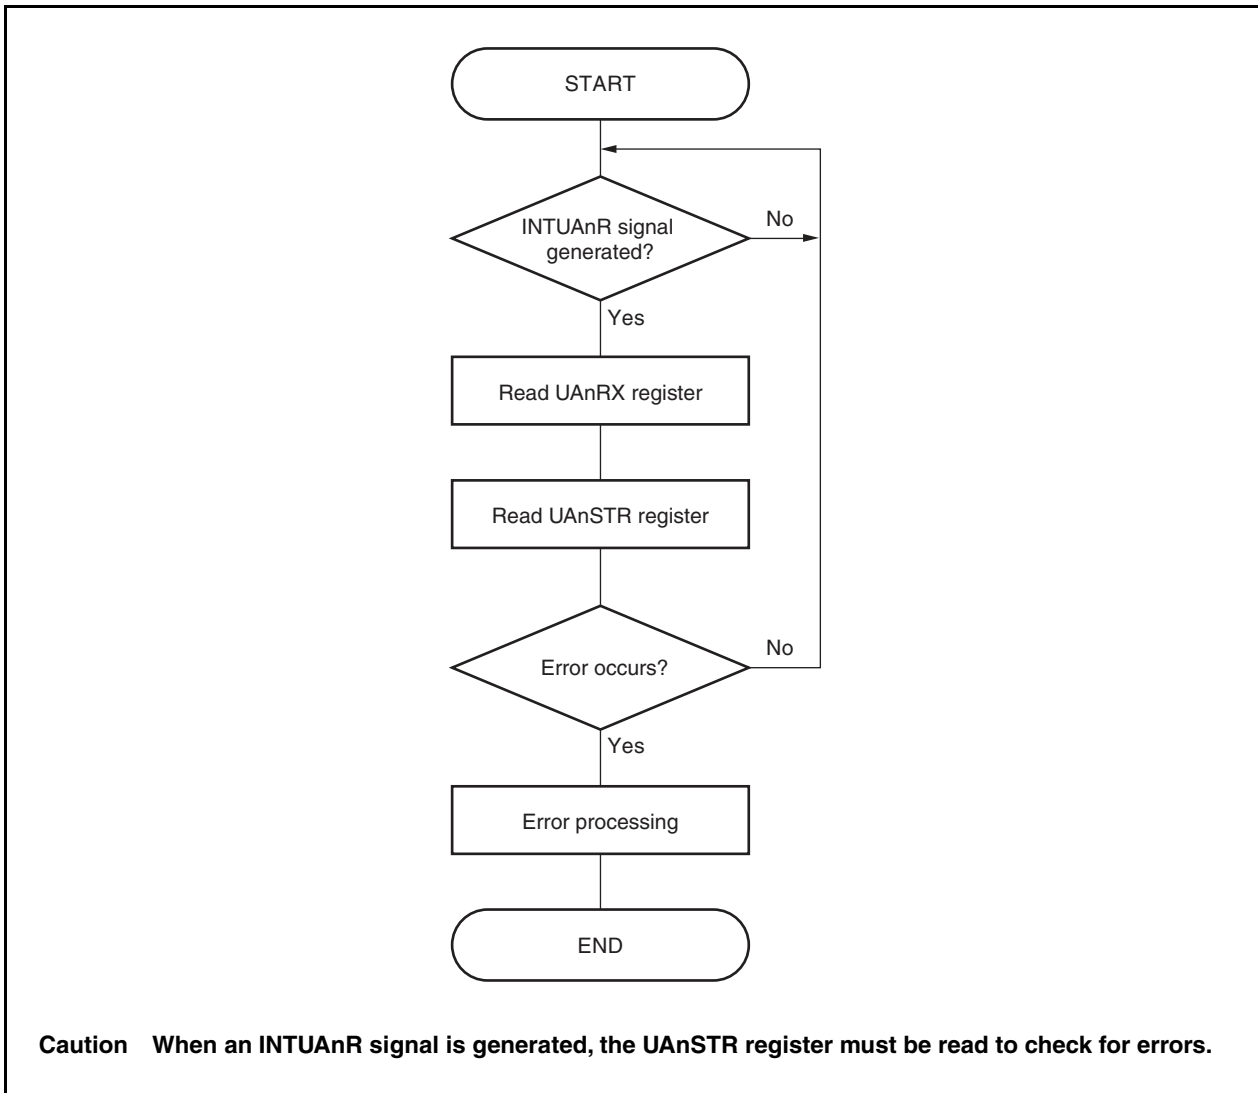 START
INTUAnR signal
generated?
No
Yes
Read UAnRX register
Read UAnSTR register
Error occurs?
No
Yes
Error processing
END
Caution When an INTUAnR signal is generated, the UAnSTR register must be read to check for errors.